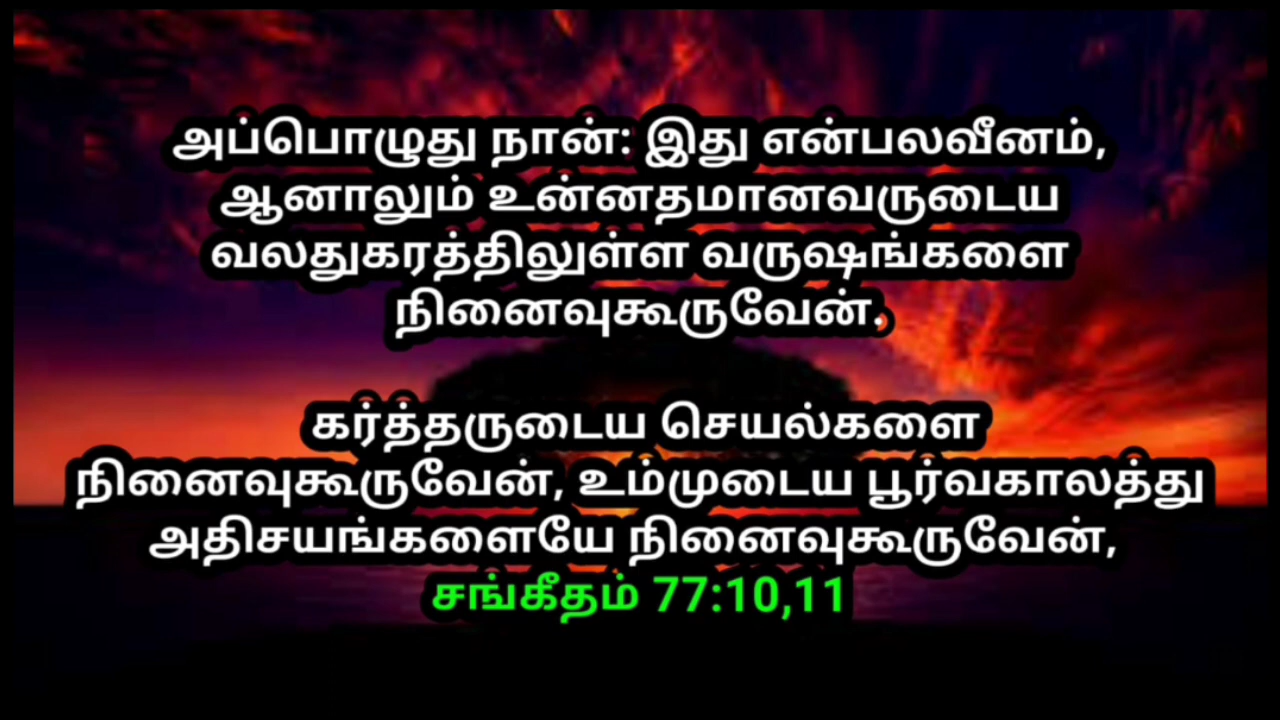 அப்பொழுது நான்: இது என்பலவீனம்,
ஆனாலும் உன்னதமானவருடைய
வலதுகரத்திலுள்ள வருஷங்களை
நினைவுகூருவேன்.
கர்த்தருடைய செயல்களை
நினைவுகூருவேன், உம்முடைய பூர்வகாலத்து
அதிசயங்களையே நினைவுகூருவேன்,
சங்கீதம் 77:10,11